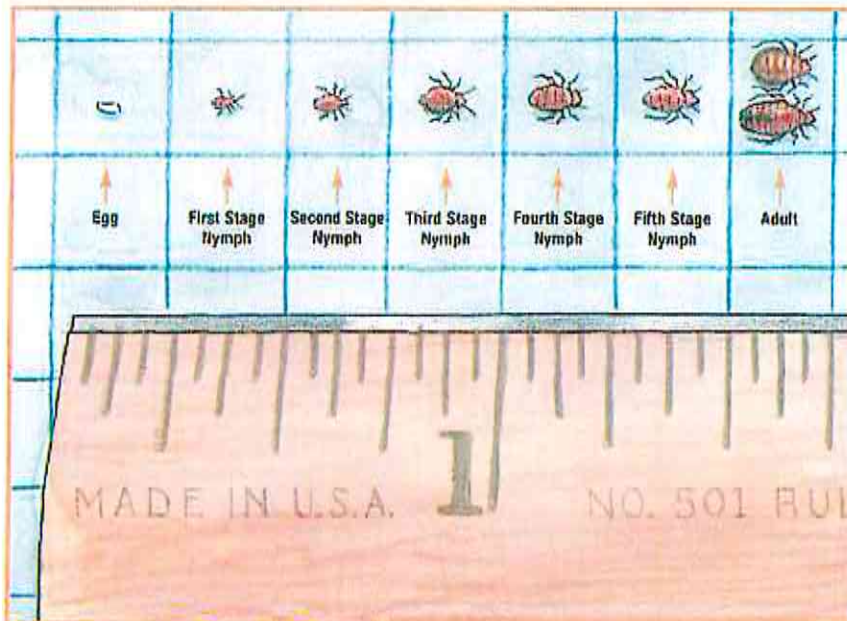 Egg
First Stage
Nymph
Second Stage
Nymph
Third Stage
Nymph
Fourth Stage
Nymph
Fifth Stage
Nymph
Adult
1
MADE IN U.S.A.
NO. 501 RUL